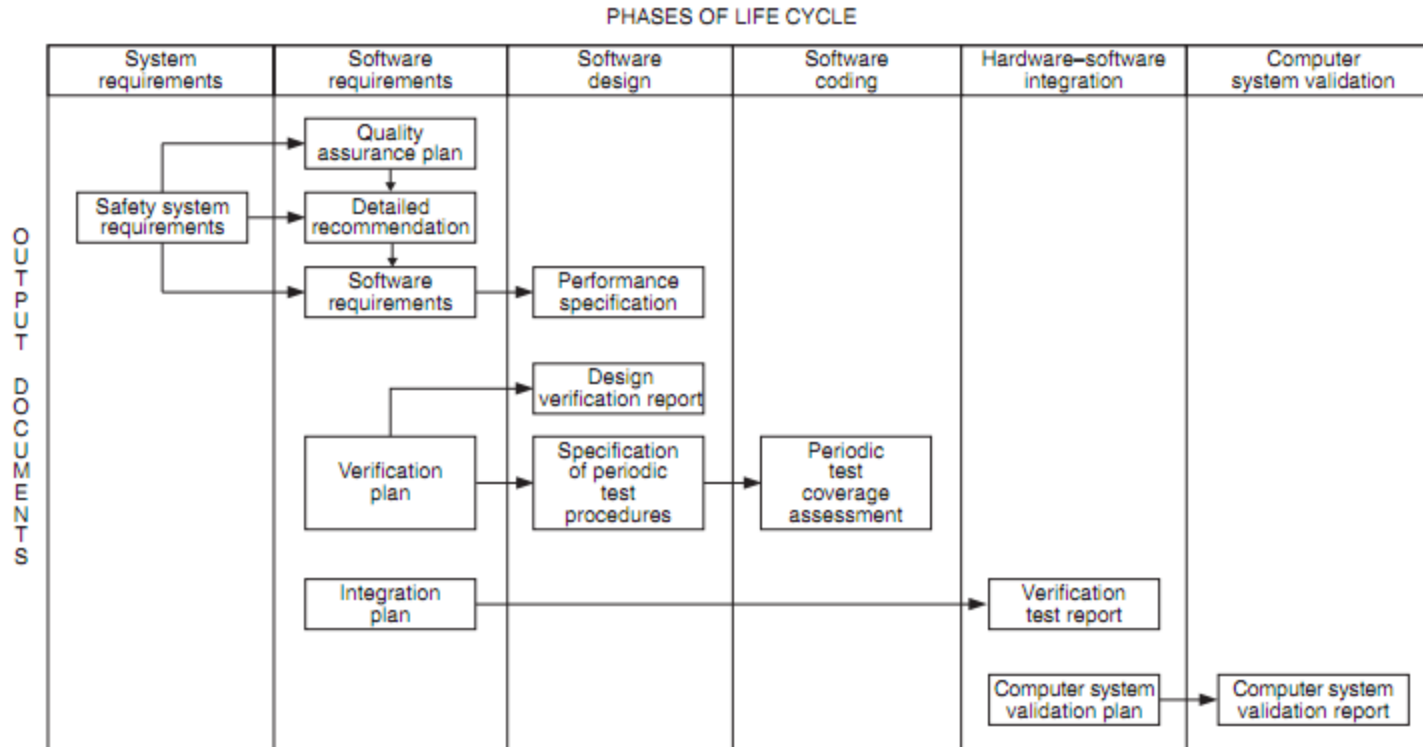 PHASES OF LIFE CYCLE
System
requirements
Software
requirements
Software
design
Software
coding
Hardware–software
integration
Computer
system validation
OUTPUT DOCUMENTS
Quality
assurance plan
Safety system
requirements
Detailed
recommendation
Software
requirements
Performance
specification
Design
verification report
Verification
plan
Specification
of periodic
test
procedures
Periodic
test
coverage
assessment
Integration
plan
Verification
test report
Computer system
validation plan
Computer system
validation report